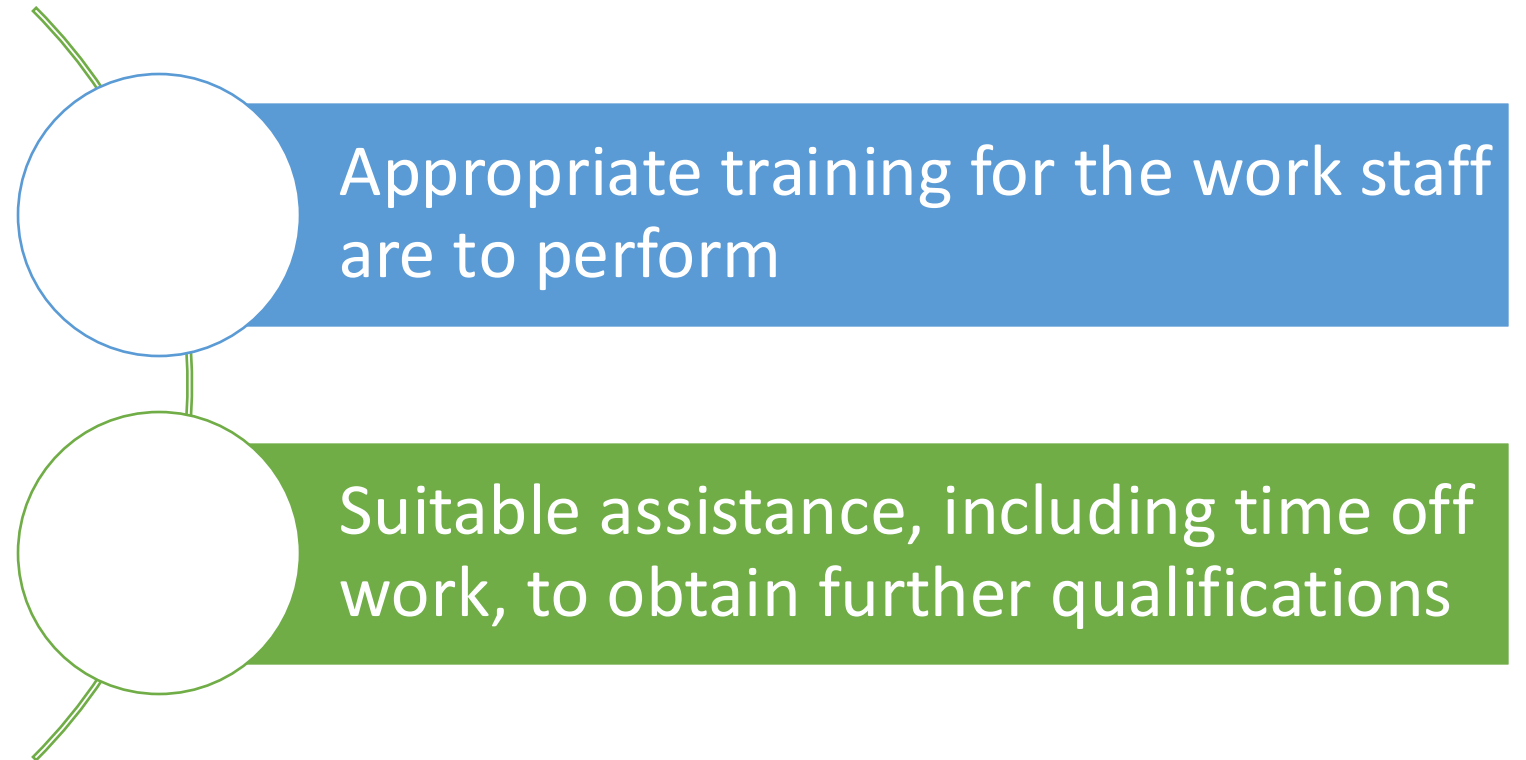 Appropriate training for the work staff
are to perform
Suitable assistance, including time off
work, to obtain further qualifications